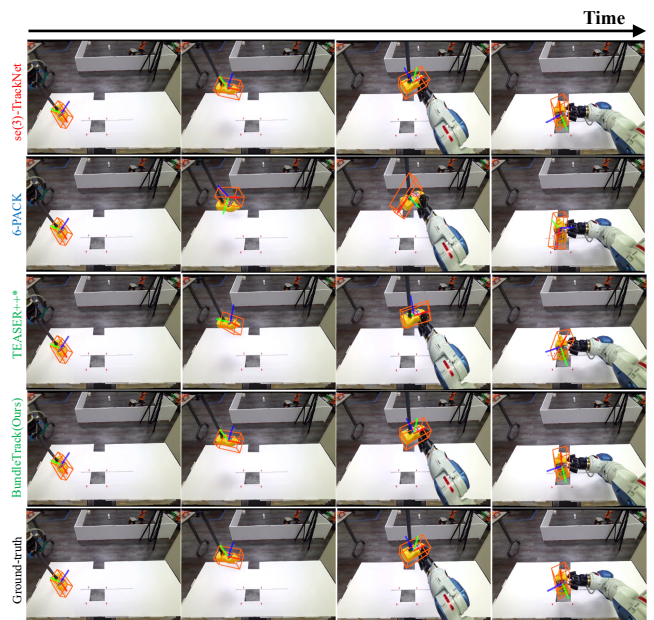 Time
se(3)-TrackNet
6-PACK
TEASER++*
BundleTrack(Ours)
Ground-truth